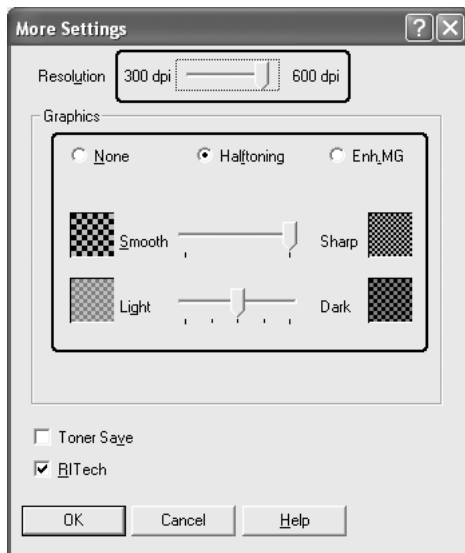 More Settings
Resolution 300 dpi 600 dpi
Graphics
None Halftoning Enh.MG
Smooth Sharp
Light Dark
Toner Save
RITech
OK Cancel Help